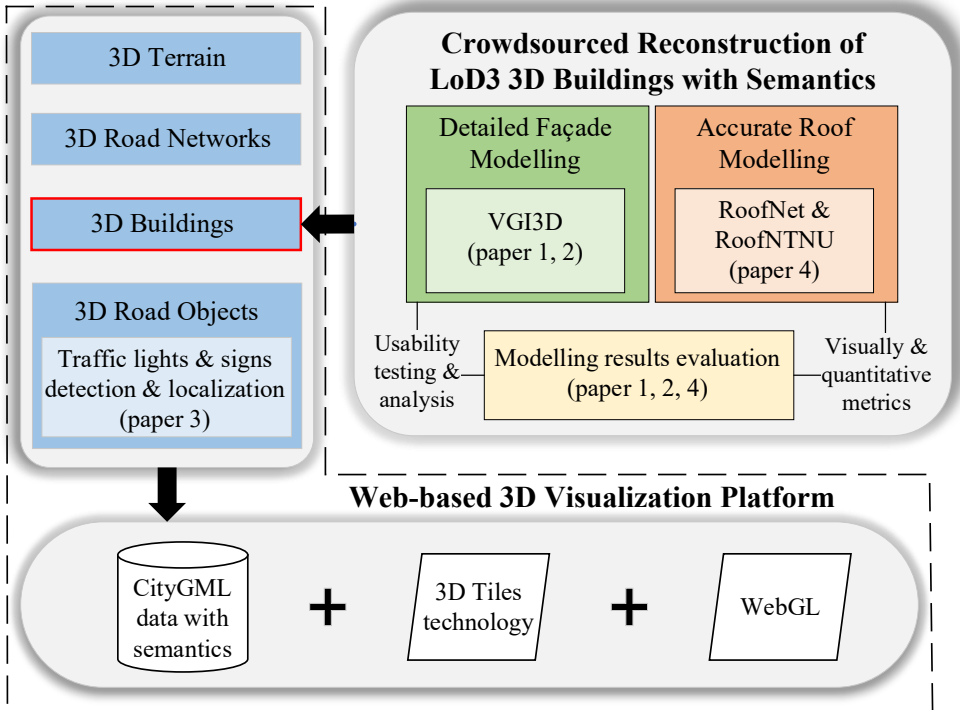 3D Terrain
3D Road Networks
3D Buildings
3D Road Objects
Traffic lights & signs
detection & localization
(paper 3)
Crowdsourced Reconstruction of
LoD3 3D Buildings with Semantics
Detailed Façade
Modelling
VGI3D
(paper 1, 2)
Accurate Roof
Modelling
RoofNet &
RoofNTNU
(paper 4)
Usability
testing &
analysis
Modelling results evaluation
(paper 1, 2, 4)
Visually &
quantitative
metrics
Web-based 3D Visualization Platform
CityGML
data with
semantics
+
3D Tiles
technology
+
WebGL